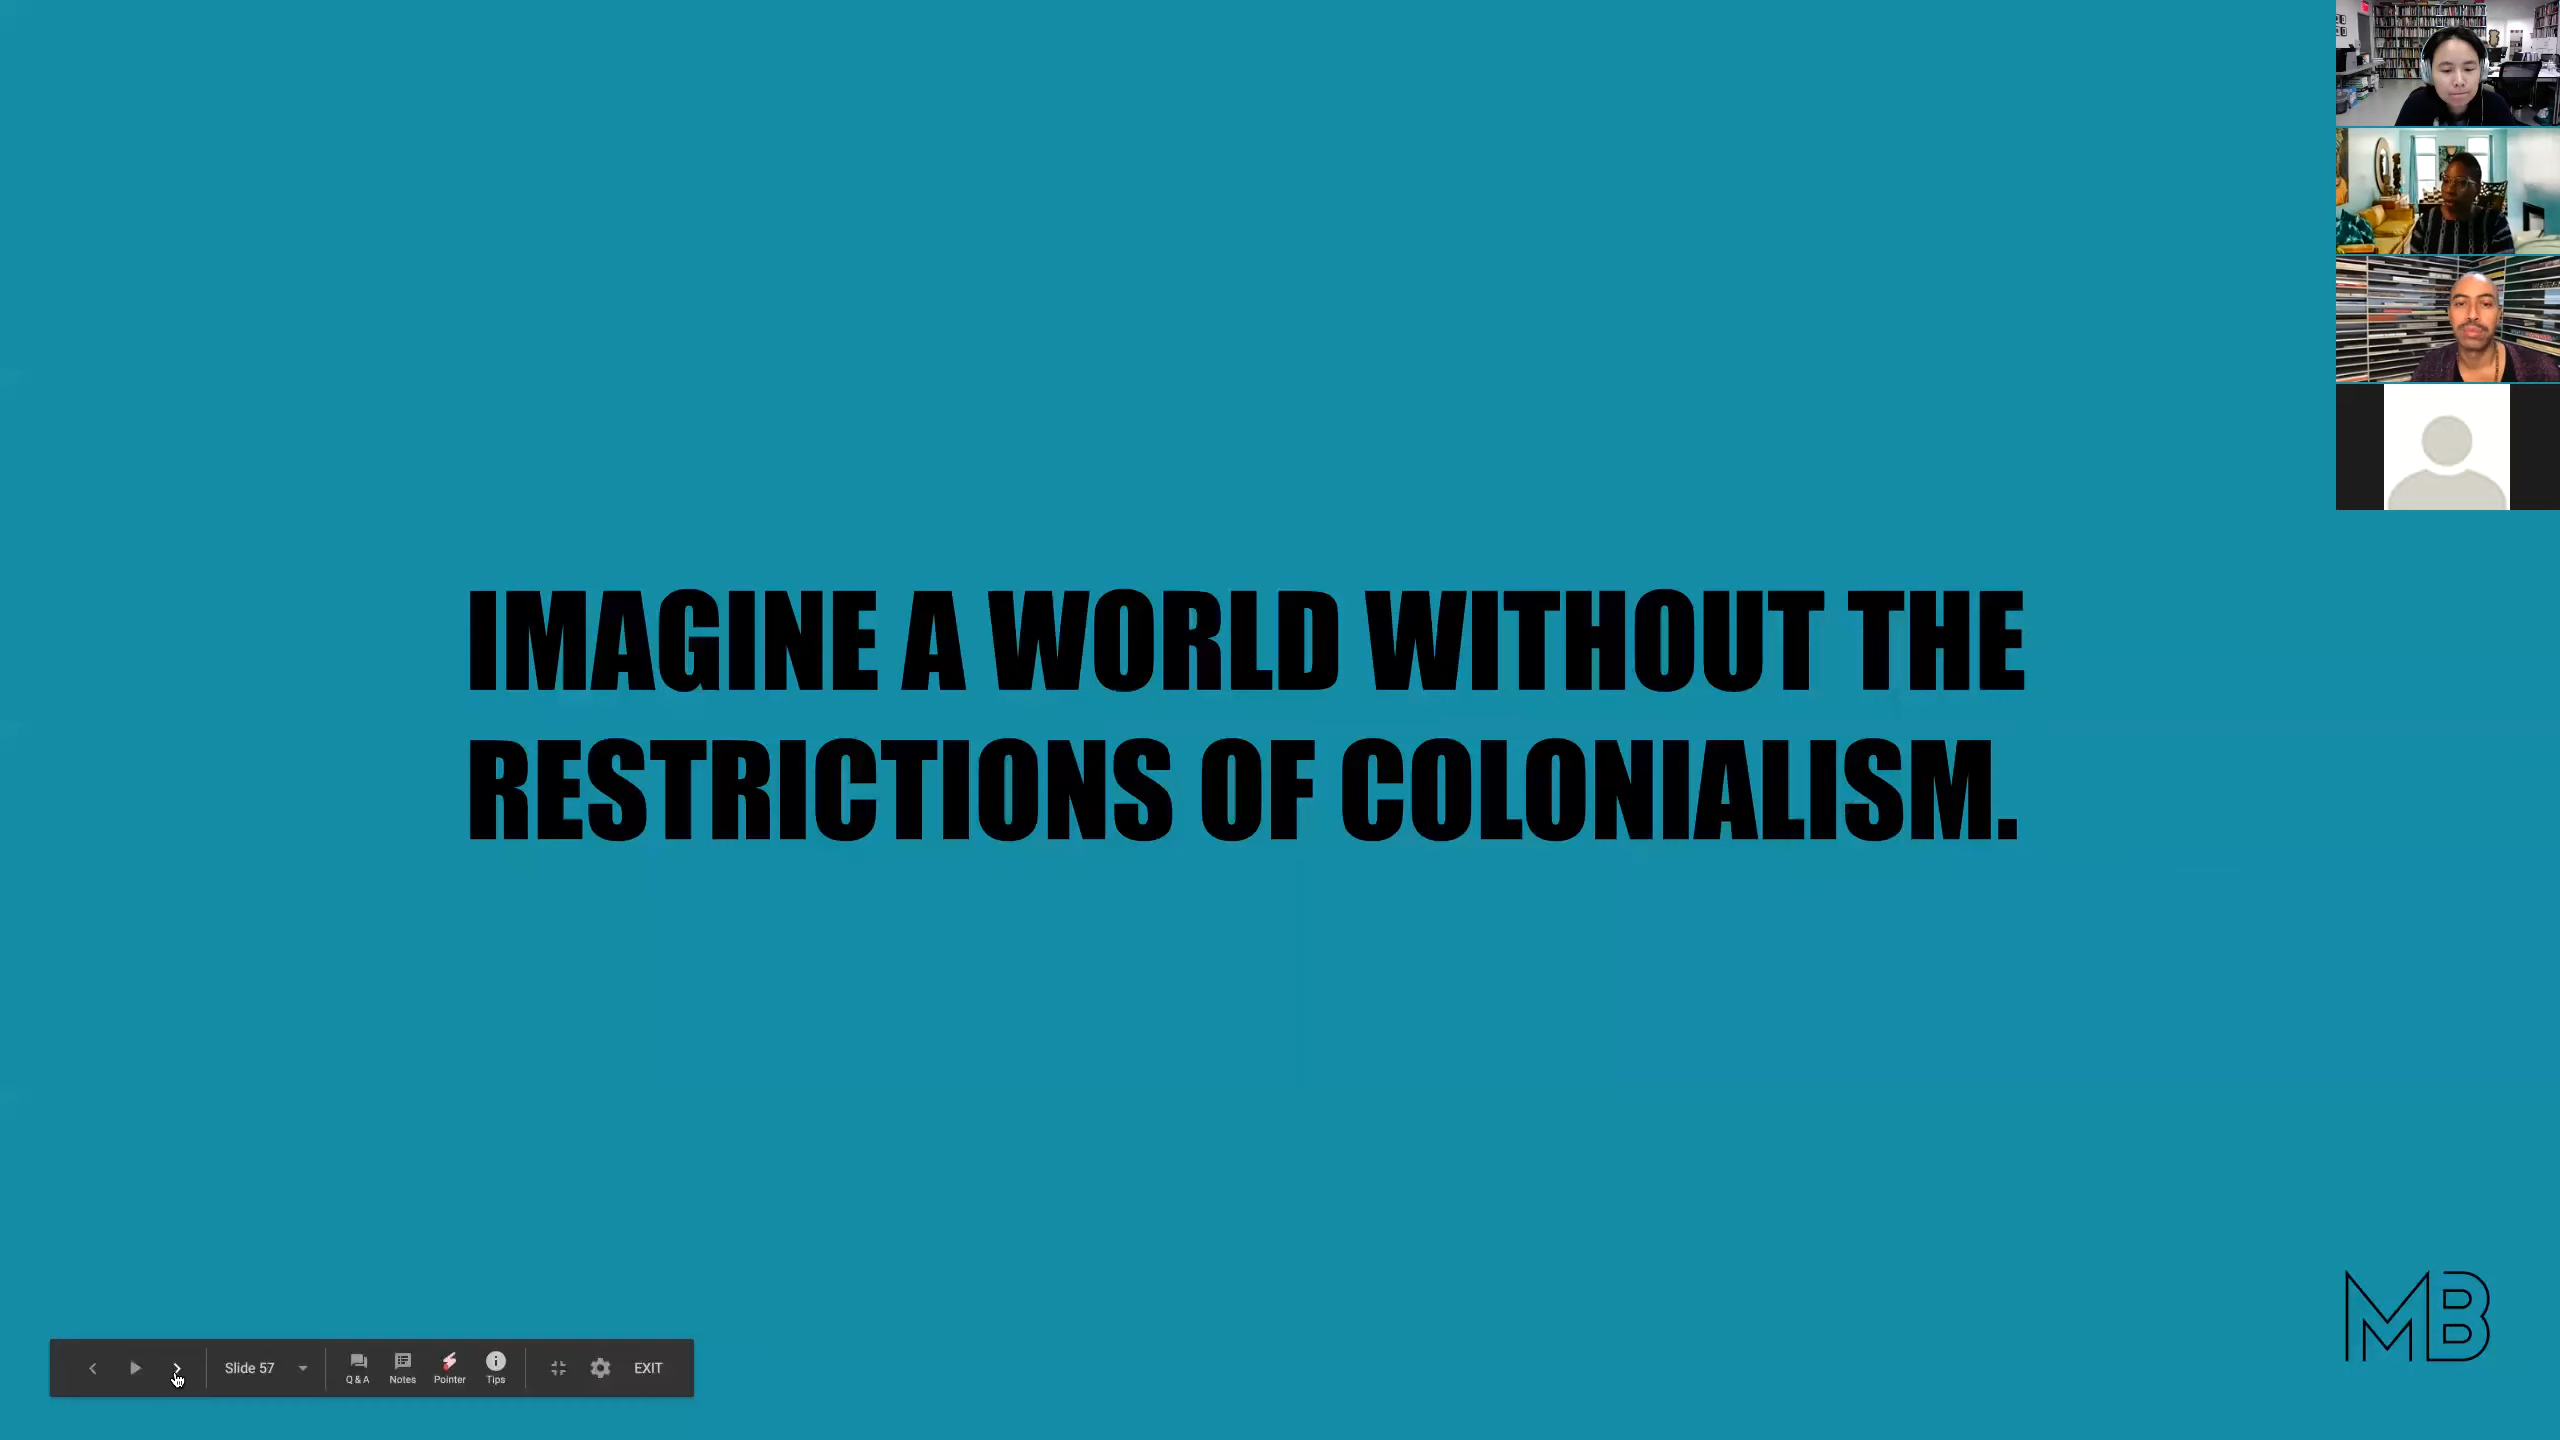 IMAGINE A WORLD WITHOUT THE
RESTRICTIONS OF COLONIALISM.
MB
Slide 57
Q & A
Notes
Pointer
Tips
EXIT